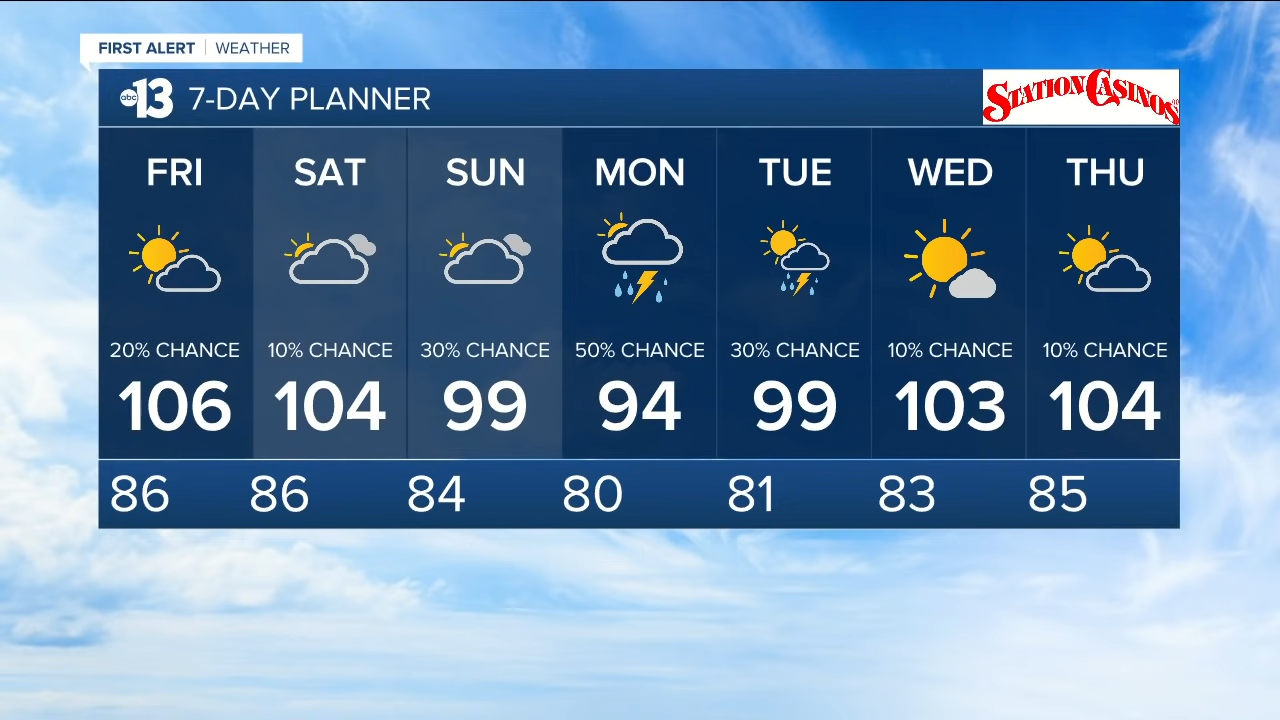 FIRST ALERT | WEATHER
abc 13 7-DAY PLANNER
STATION CASINOS
FRI SAT SUN MON TUE WED THU
20% CHANCE 10% CHANCE 30% CHANCE 50% CHANCE 30% CHANCE 10% CHANCE 10% CHANCE
106 104 99 94 99 103 104
86 86 84 80 81 83 85